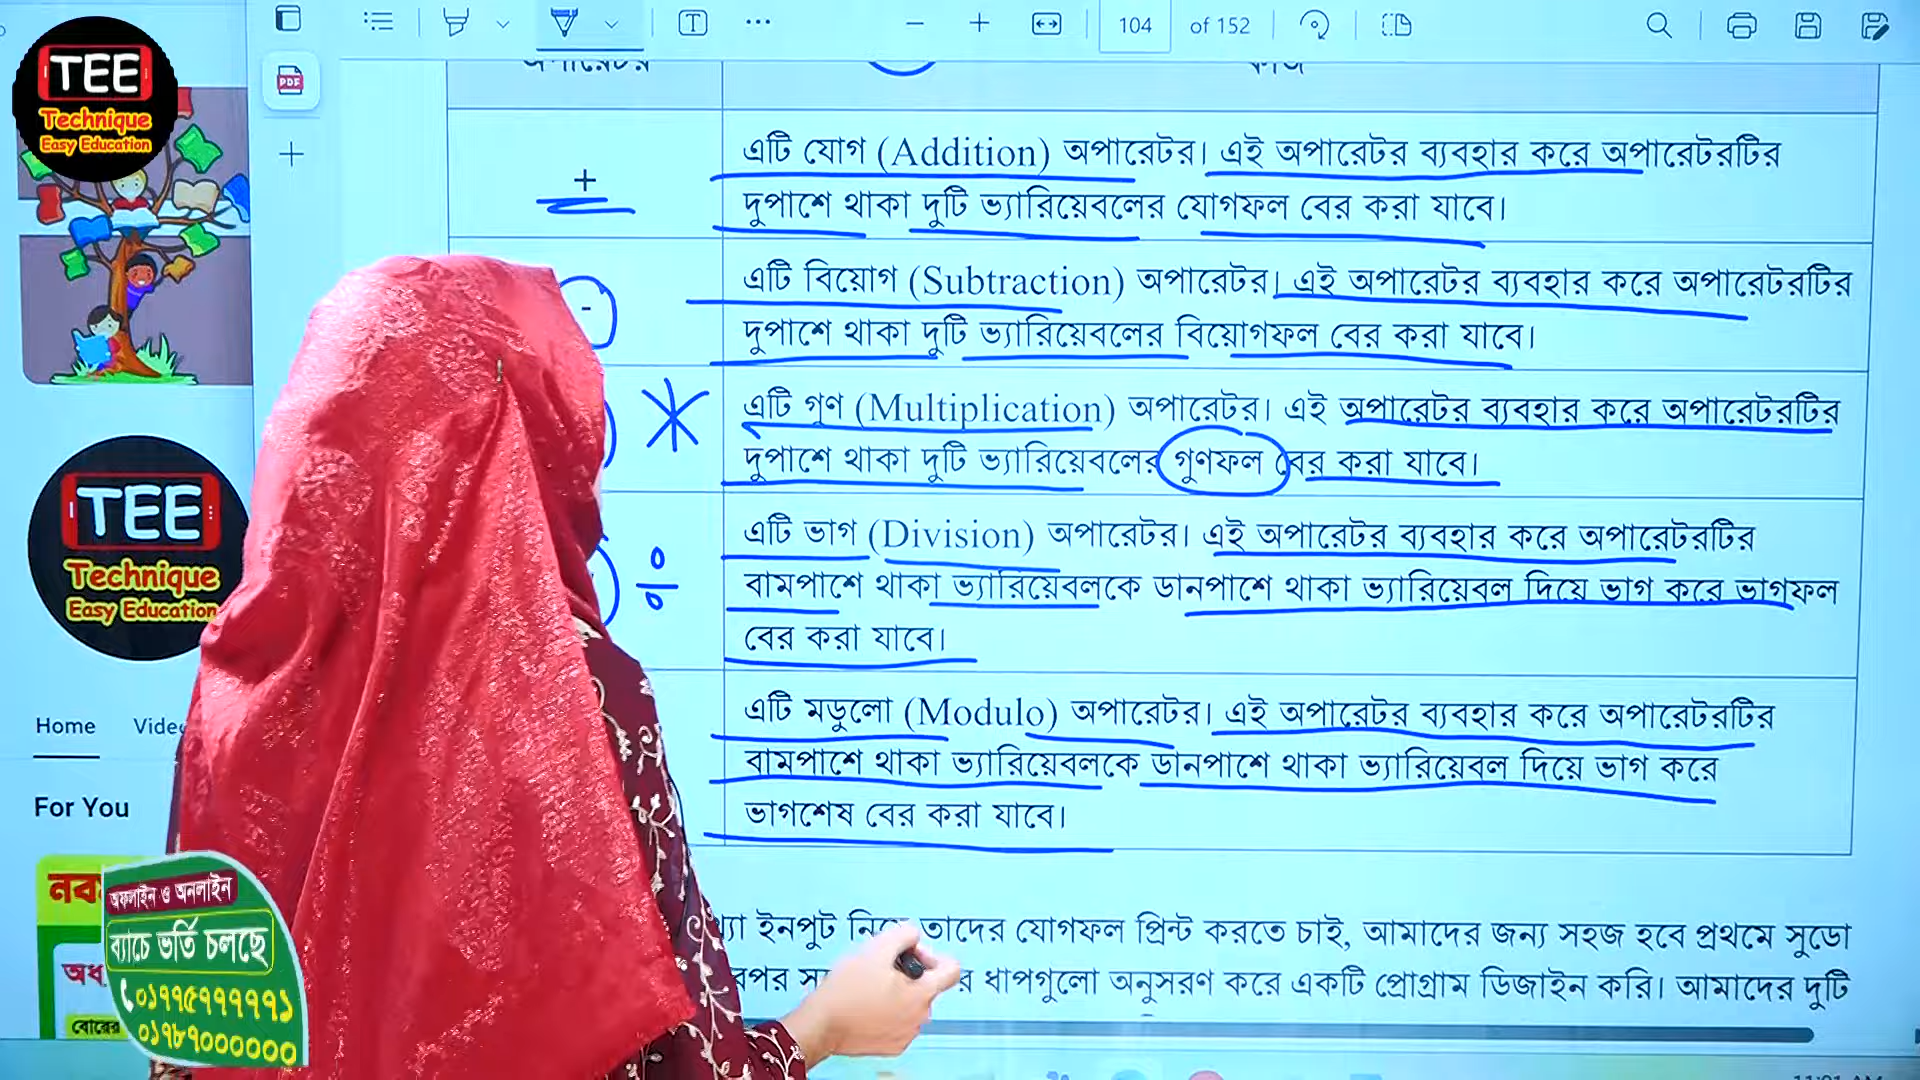 104 of 152
TEE
Technique
Easy Education
এটি যোগ (Addition) অপারেটর। এই অপারেটর ব্যবহার করে অপারেটরটির
দুপাশে থাকা দুটি ভ্যারিয়েবলের যোগফল বের করা যাবে।
+
এটি বিয়োগ (Subtraction) অপারেটর। এই অপারেটর ব্যবহার করে অপারেটরটির
দুপাশে থাকা দুটি ভ্যারিয়েবলের বিয়োগফল বের করা যাবে।
-
এটি গুণ (Multiplication) অপারেটর। এই অপারেটর ব্যবহার করে অপারেটরটির
দুপাশে থাকা দুটি ভ্যারিয়েবলের গুণফল বের করা যাবে।
এটি ভাগ (Division) অপারেটর। এই অপারেটর ব্যবহার করে অপারেটরটির
বামপাশে থাকা ভ্যারিয়েবলকে ডানপাশে থাকা ভ্যারিয়েবল দিয়ে ভাগ করে ভাগফল
বের করা যাবে।
÷
এটি মডুলো (Modulo) অপারেটর। এই অপারেটর ব্যবহার করে অপারেটরটির
বামপাশে থাকা ভ্যারিয়েবলকে ডানপাশে থাকা ভ্যারিয়েবল দিয়ে ভাগ করে
ভাগশেষ বের করা যাবে।
ইনপুট নিয়ে তাদের যোগফল প্রিন্ট করতে চাই, আমাদের জন্য সহজ হবে প্রথমে সুডো
ধাপগুলো অনুসরণ করে একটি প্রোগ্রাম ডিজাইন করি। আমাদের দুটি
TEE
Technique
Easy Education
Home
For You
অফলাইন ও অনলাইন
ব্যাচে ভর্তি চলছে
০১৭৭৫৭৭৭৭৭১
০১৭৮৭০০০০০০